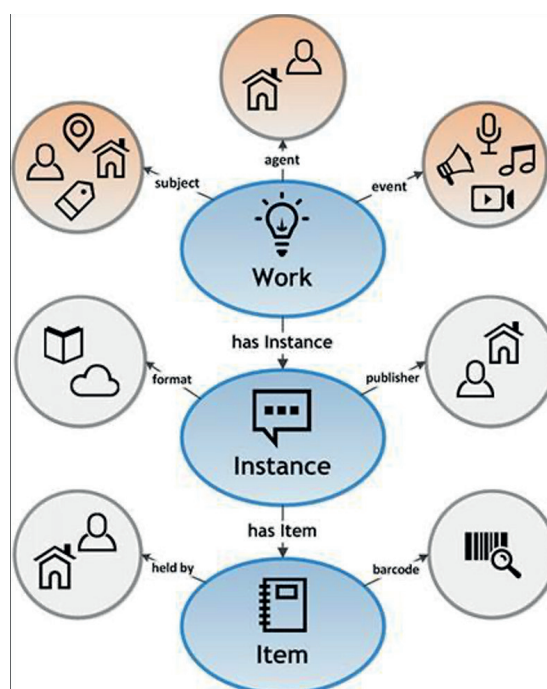 agent
subject
event
Work
has Instance
format
publisher
Instance
has Item
held by
barcode
Item